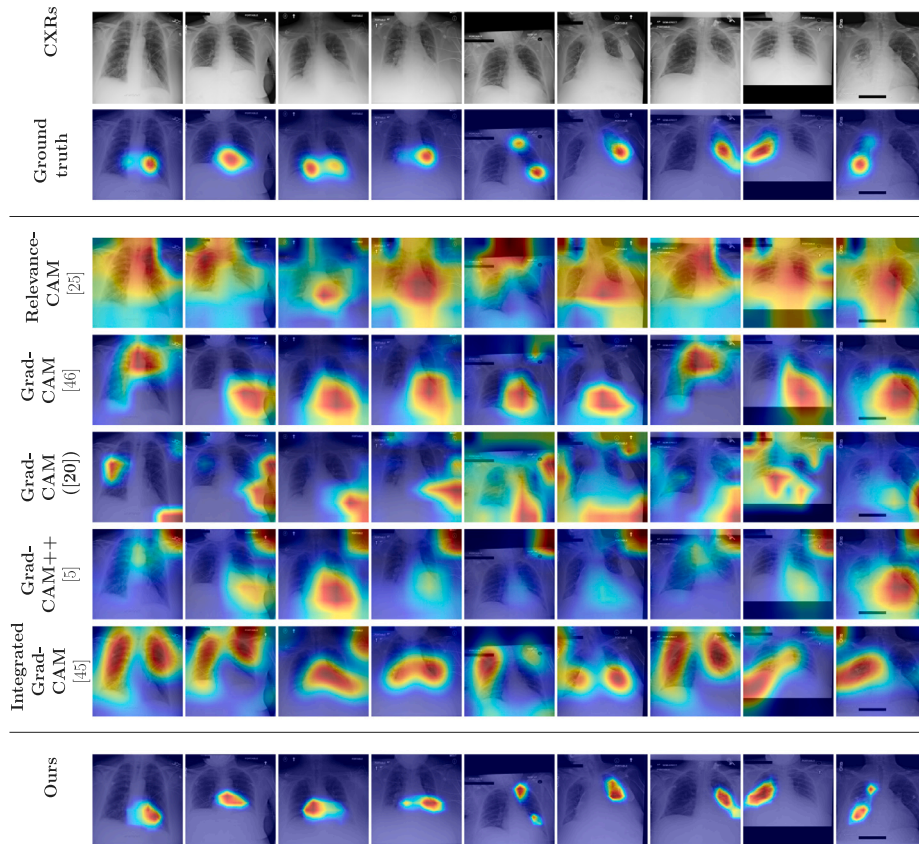 CXRs
Ground
truth
Relevance-
CAM
[25]
Grad-
CAM
[46]
Grad-
CAM
([20])
Grad-
CAM++
[5]
Integrated
Grad-
CAM
[45]
Ours